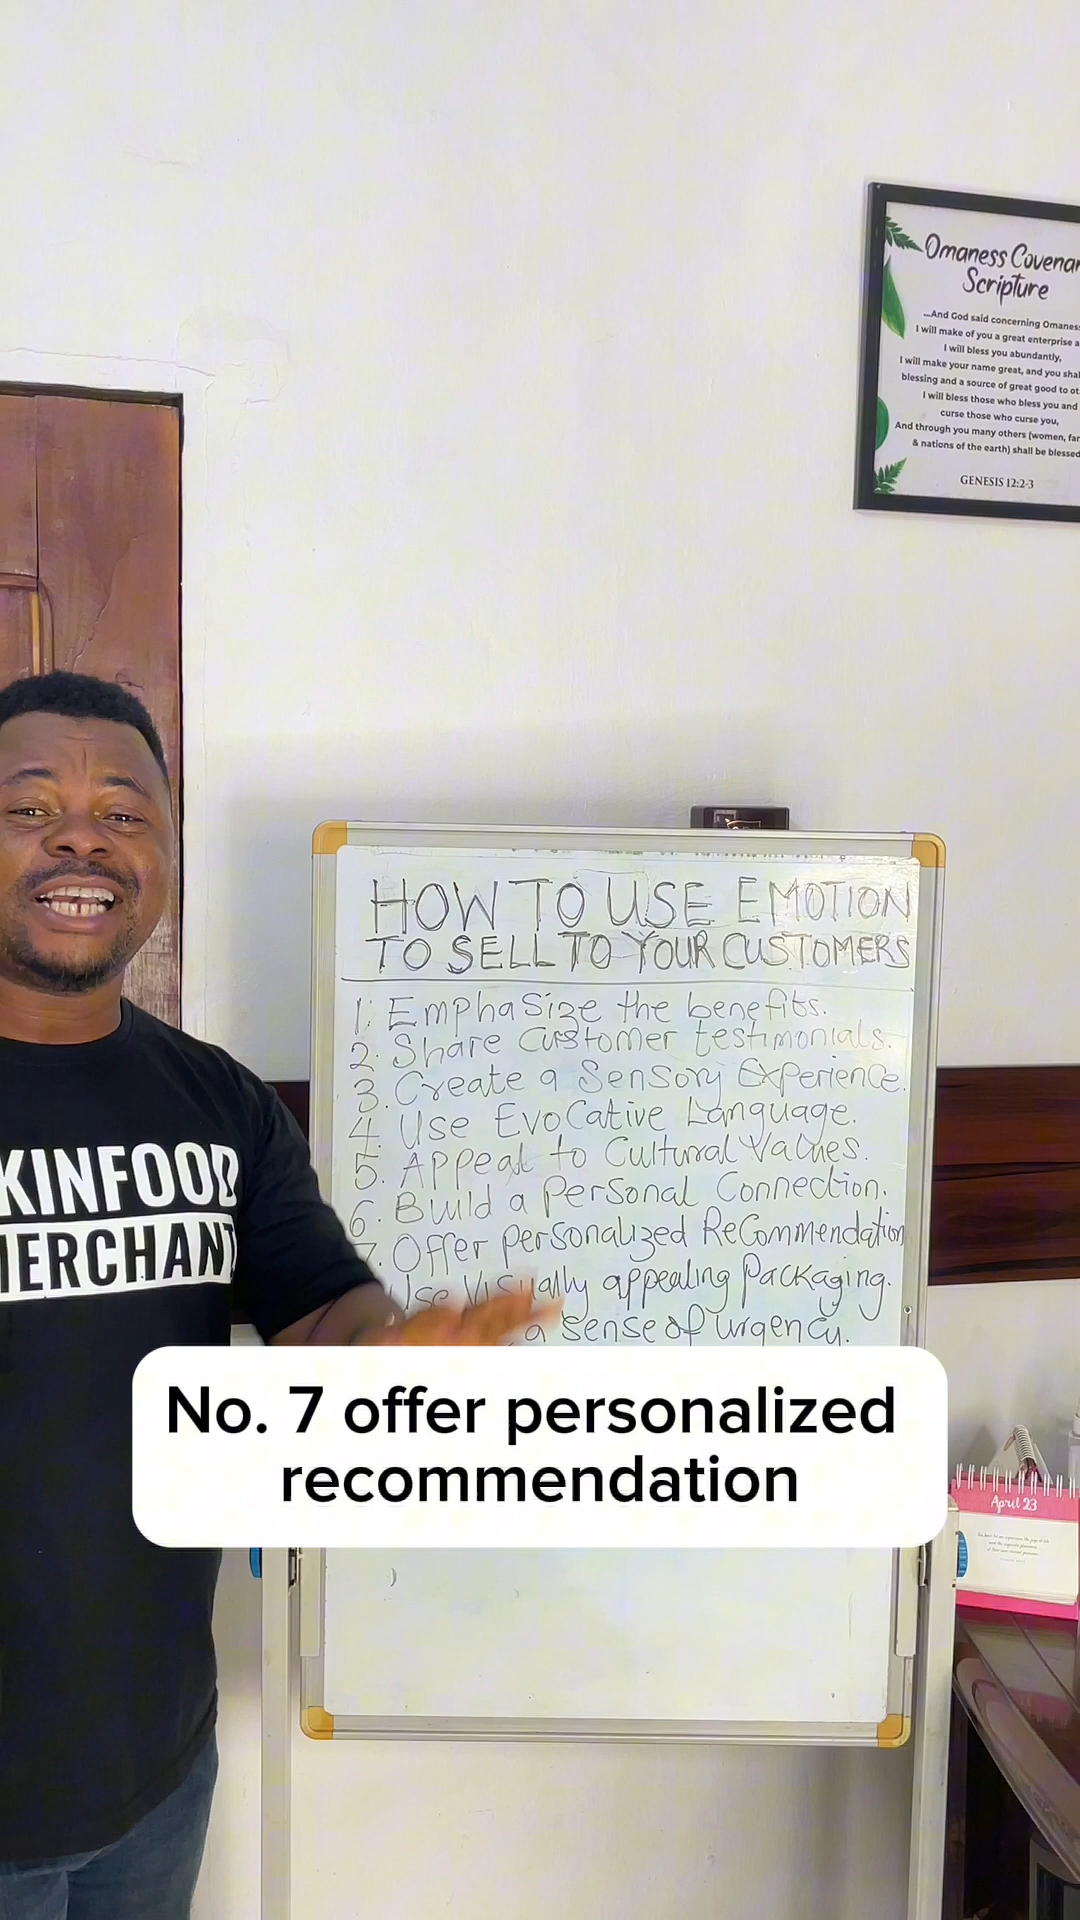 Omaness Covenan
Scripture
...And God said concerning Omaness
I will make of you a great enterprise a
I will bless you abundantly,
I will make your name great, and you shal
blessing and a source of great good to ot
I will bless those who bless you and
curse those who curse you,
And through you many others (women, fam
& nations of the earth) shall be blessed
GENESIS 12:2-3
HOW TO USE EMOTION
TO SELL TO YOUR CUSTOMERS
1. Emphasize the benefits.
2. Share customer testimonials.
3. Create a Sensory Experience.
4. Use Evocative Language.
5. Appeal to Cultural Values.
6. Build a Personal Connection.
7. Offer personalized Recommendation
Use Visually appealing Packaging.
a sense of urgency.
KINFOOD
MERCHANT
No. 7 offer personalized
recommendation
April 23